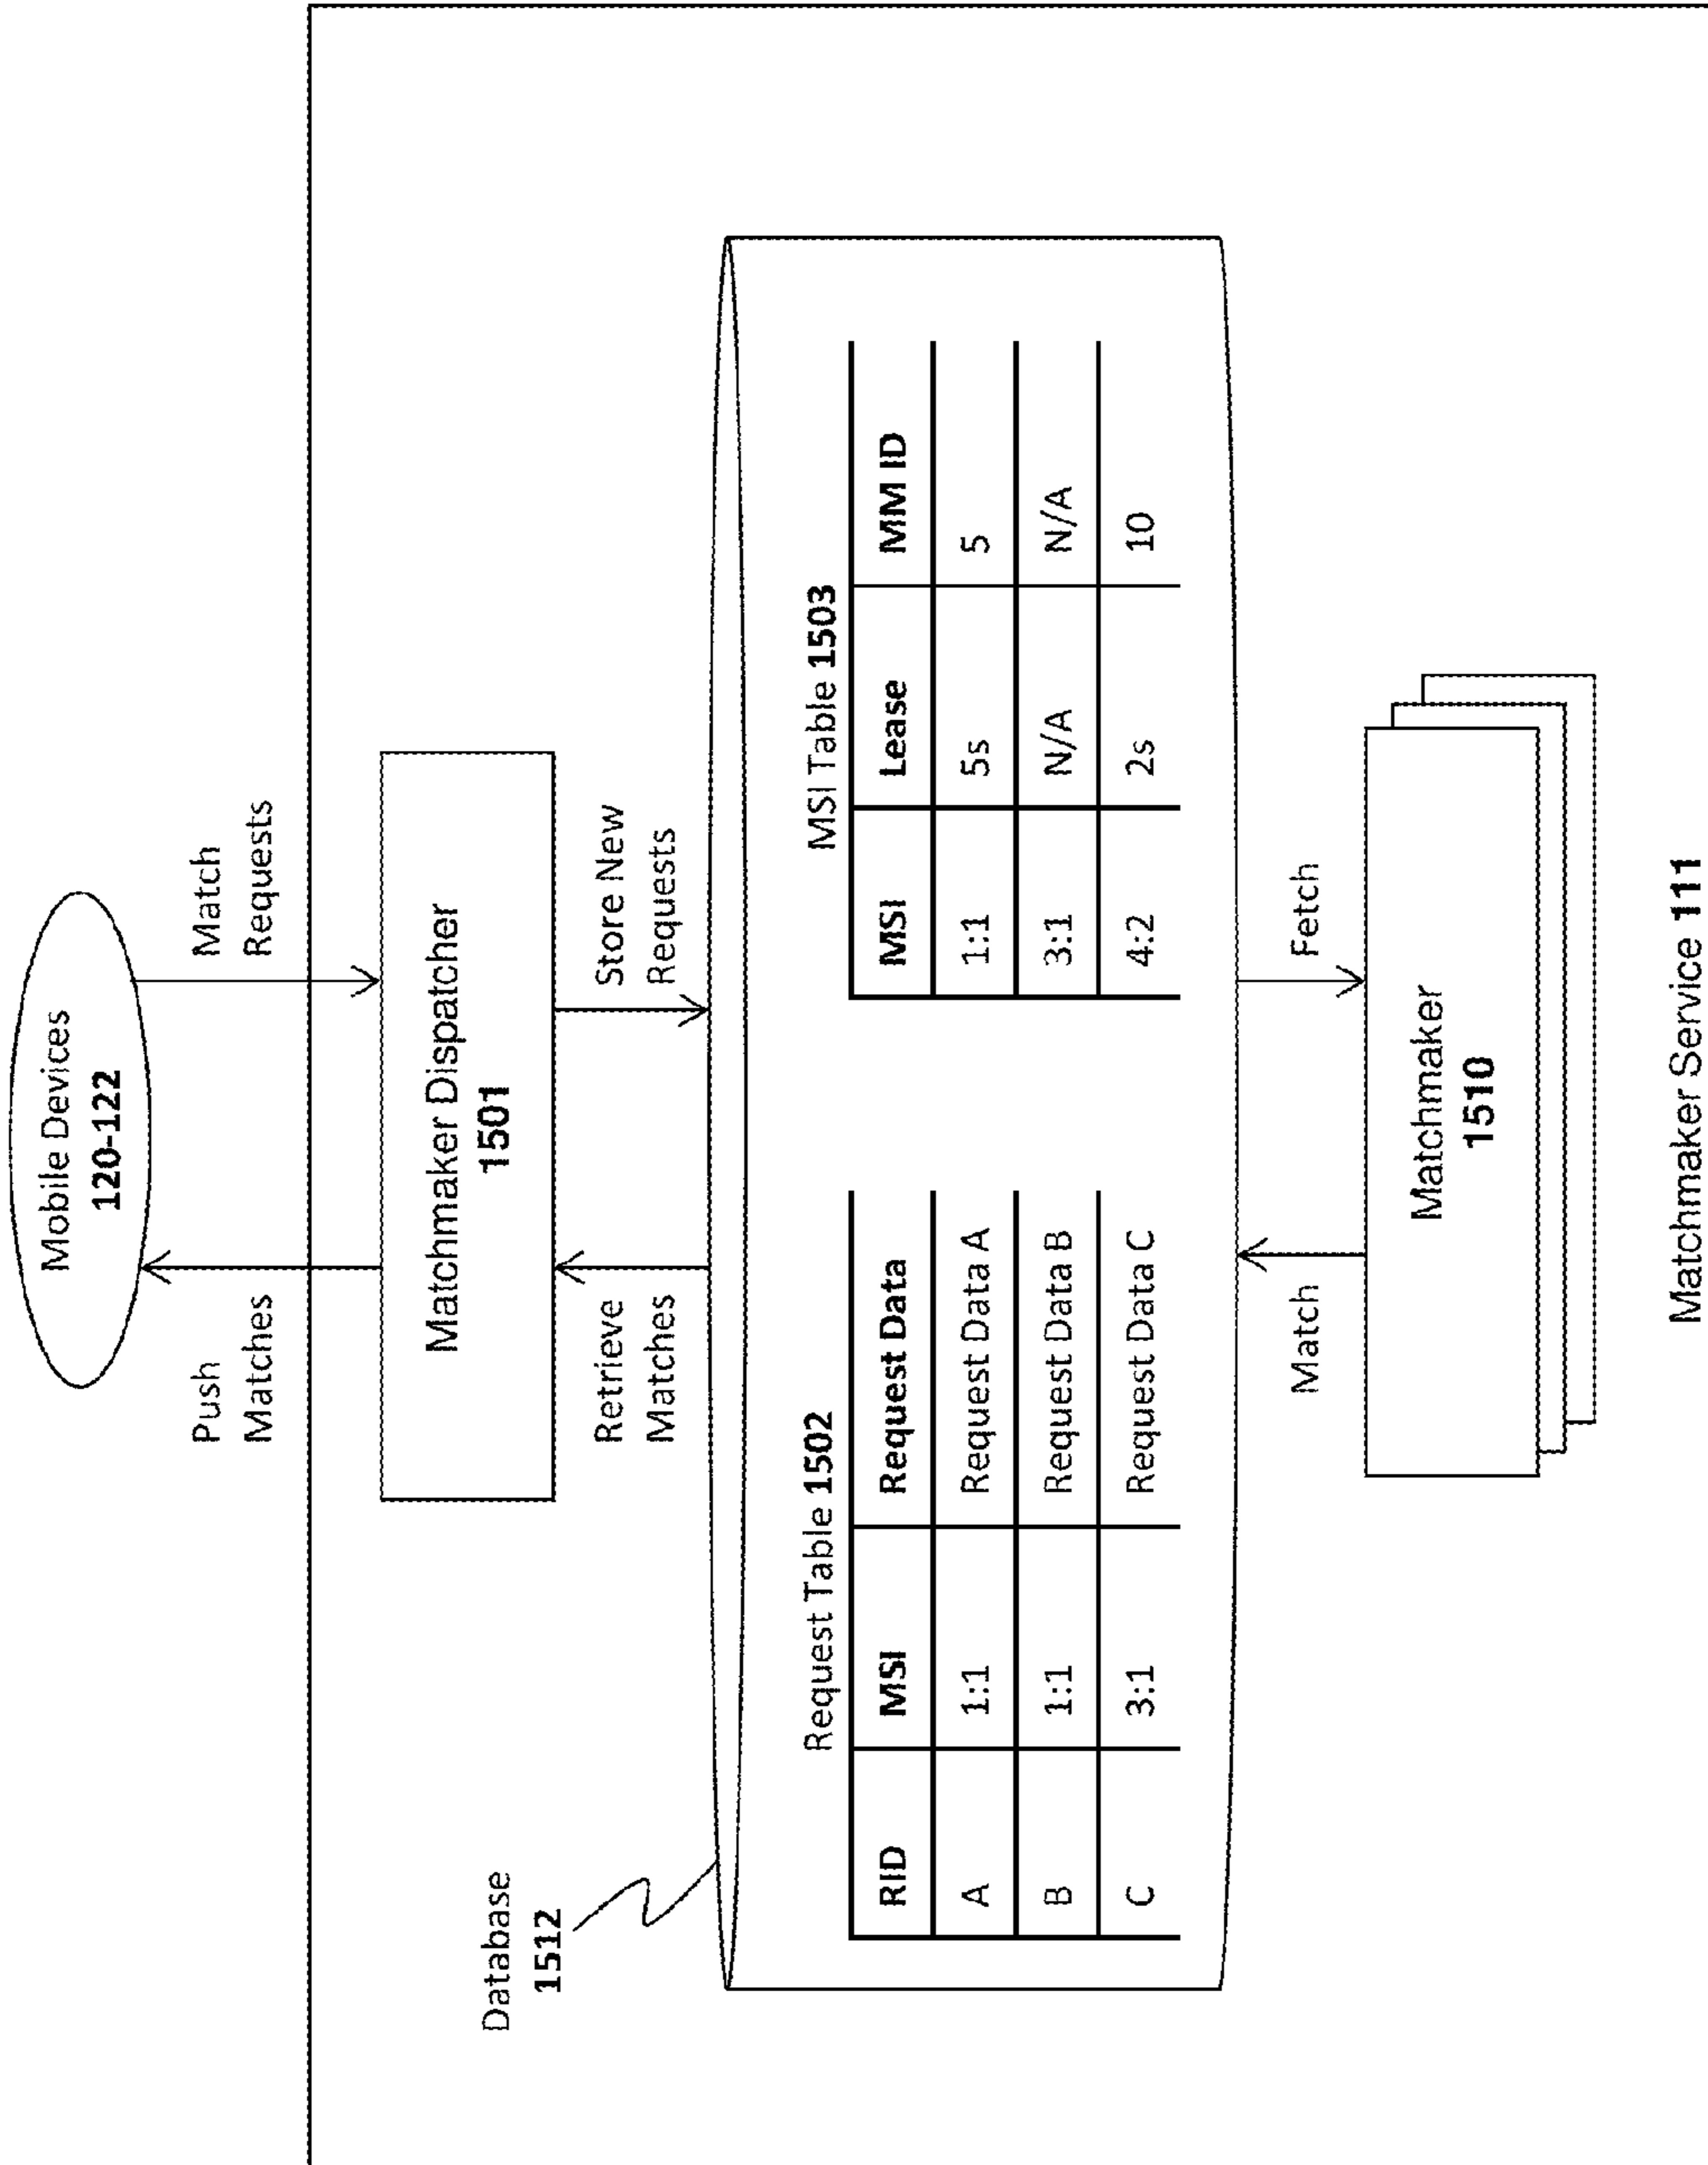 Mobile Devices
120-122
Push
Matches
Match
Requests
Matchmaker Dispatcher
1501
Database
1512
Retrieve
Matches
Store New
Requests
Request Table 1502
RID MSI Request Data
A 1:1 Request Data A
B 1:1 Request Data B
C 3:1 Request Data C
MSI Table 1503
MSI Lease MM ID
1:1 5s 5
3:1 N/A N/A
4:2 2s 10
Match
Fetch
Matchmaker
1510
Matchmaker Service 111